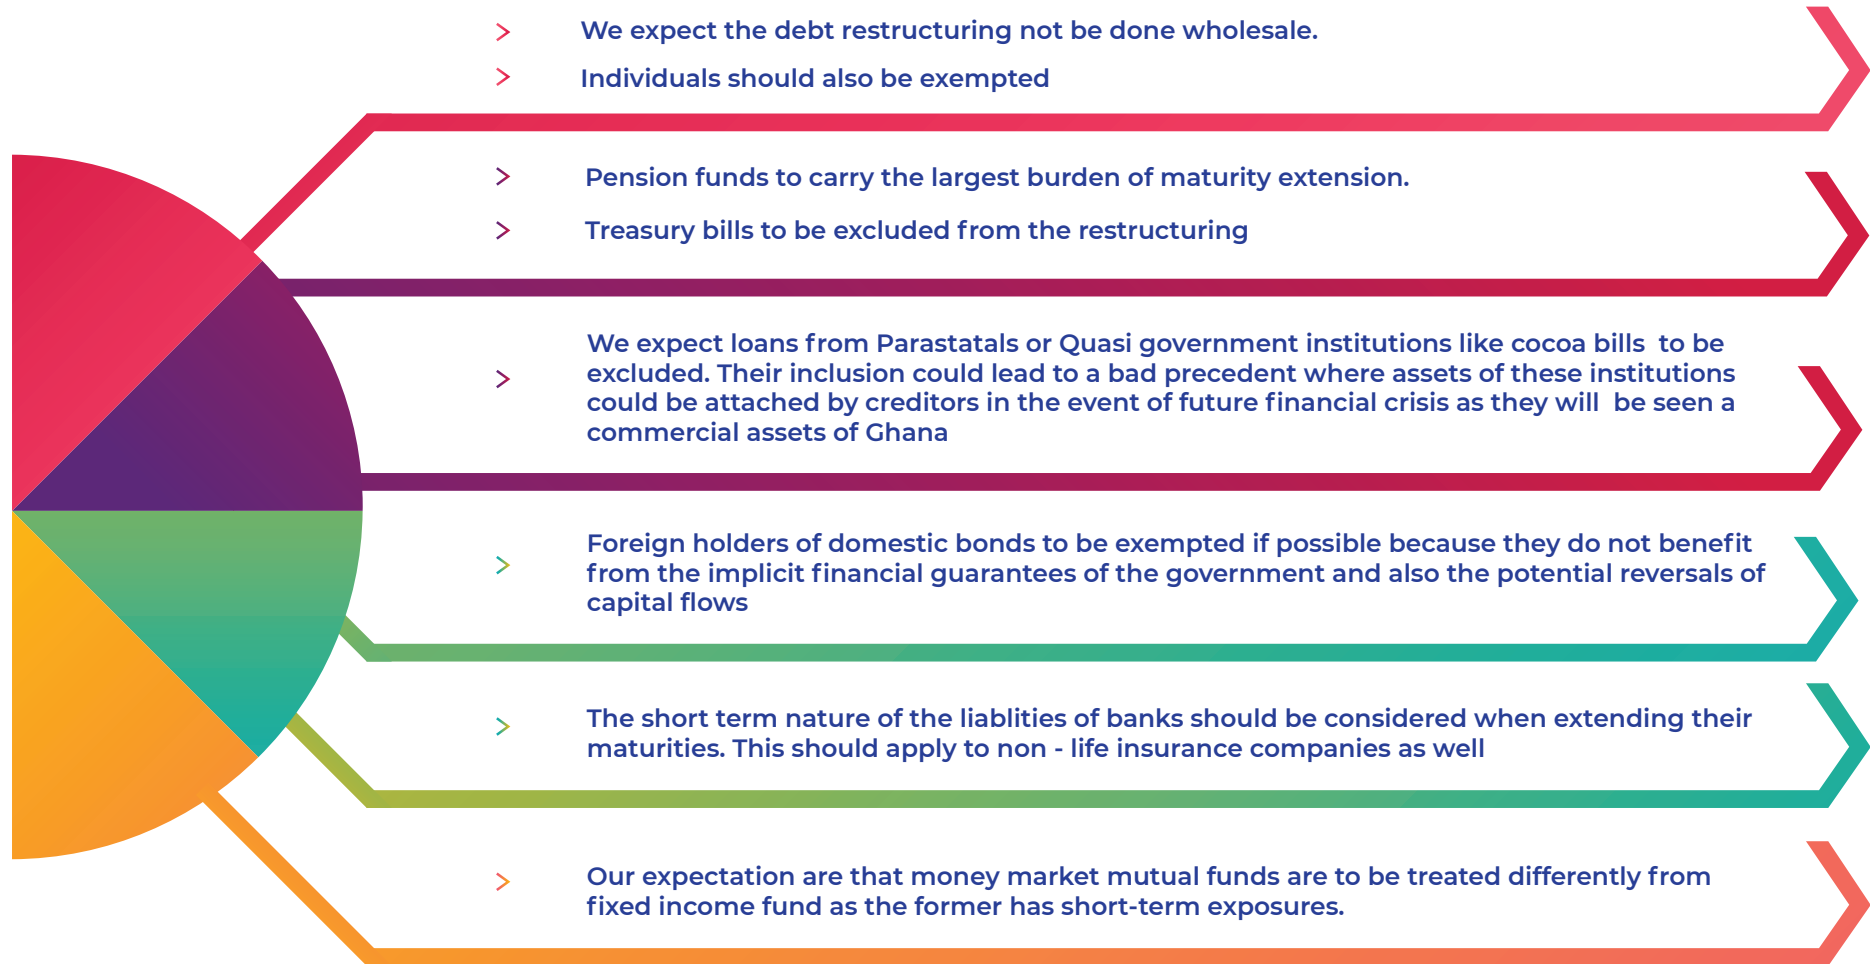 We expect the debt restructuring not be done wholesale.
Individuals should also be exempted
Pension funds to carry the largest burden of maturity extension.
Treasury bills to be excluded from the restructuring
We expect loans from Parastatals or Quasi government institutions like cocoa bills  to be
excluded. Their inclusion could lead to a bad precedent where assets of these institutions
could be attached by creditors in the event of future financial crisis as they will  be seen a
commercial assets of Ghana
Foreign holders of domestic bonds to be exempted if possible because they do not benefit
from the implicit financial guarantees of the government and also the potential reversals of
capital flows
The short term nature of the liablities of banks should be considered when extending their
maturities. This should apply to non - life insurance companies as well
Our expectation are that money market mutual funds are to be treated differently from
fixed income fund as the former has short-term exposures.